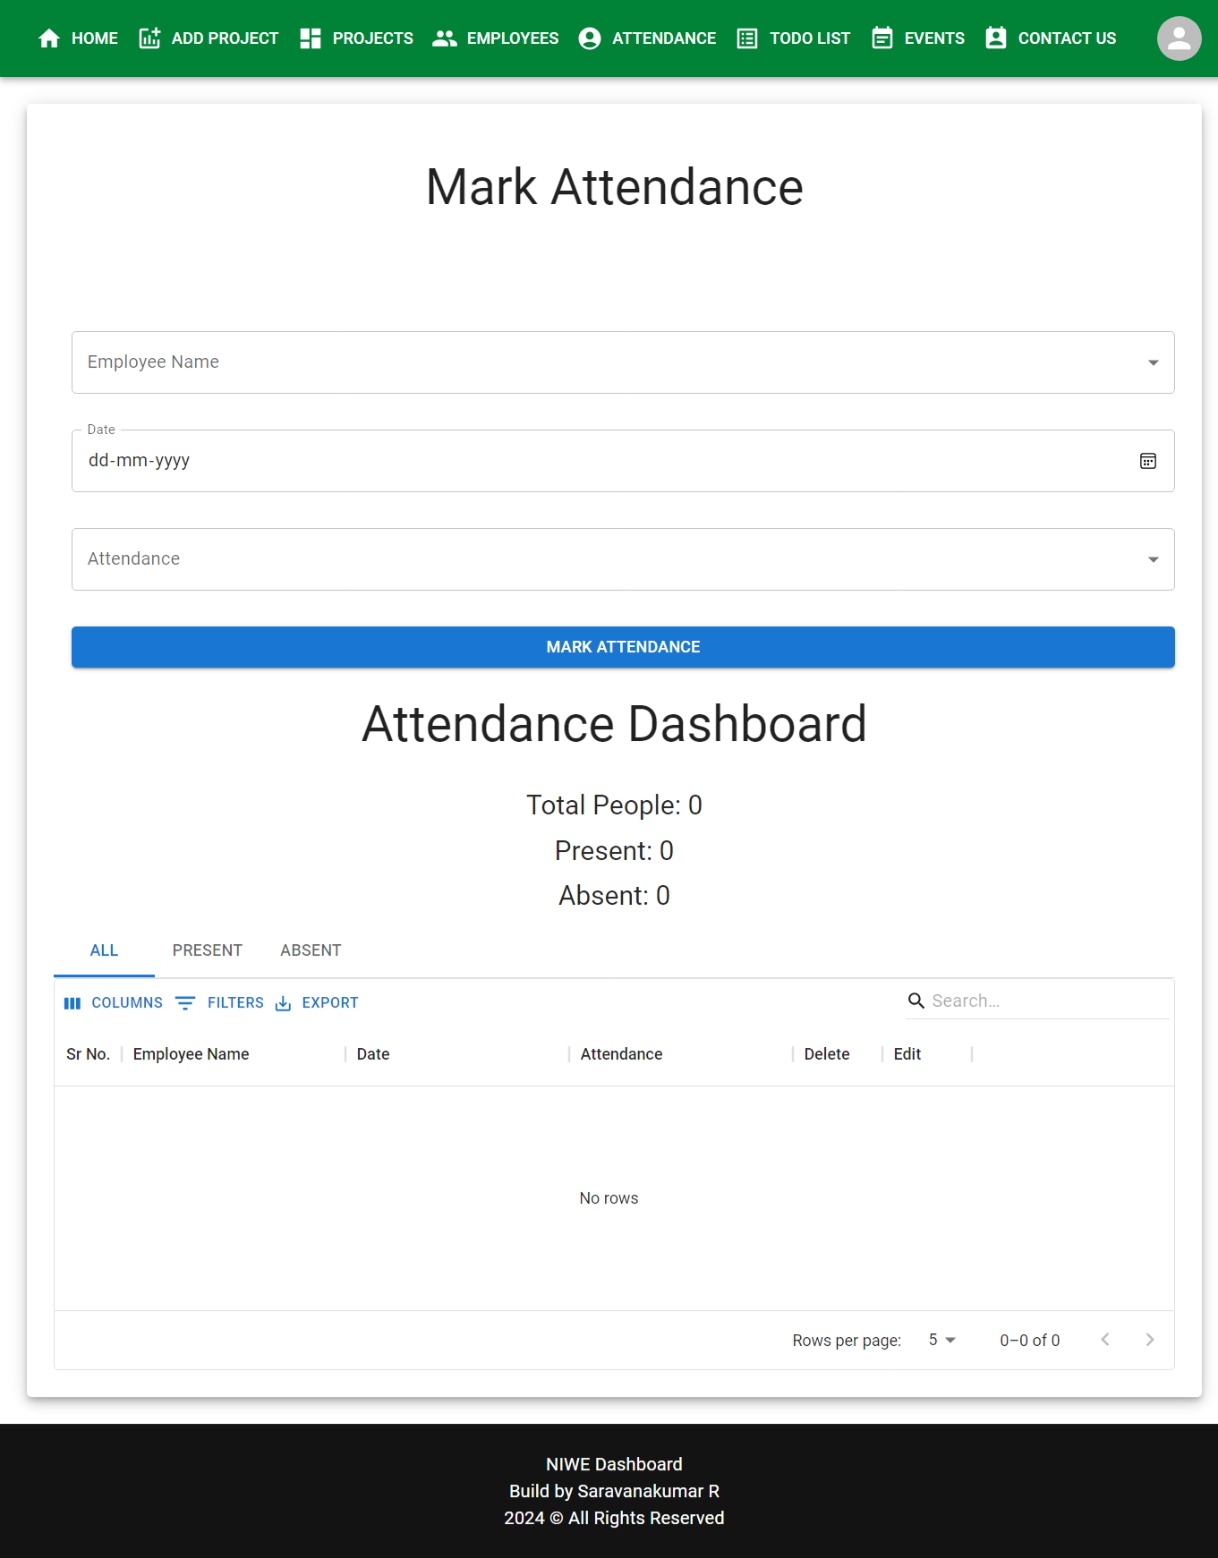 HOME ADD PROJECT PROJECTS EMPLOYEES ATTENDANCE TODO LIST EVENTS CONTACT US
Mark Attendance
Employee Name
Date
dd-mm-yyyy
Attendance
MARK ATTENDANCE
Attendance Dashboard
Total People: 0
Present: 0
Absent: 0
ALL PRESENT ABSENT
COLUMNS FILTERS EXPORT Search...
Sr No. Employee Name Date Attendance Delete Edit
No rows
Rows per page: 5 0–0 of 0
NIWE Dashboard
Build by Saravanakumar R
2024 © All Rights Reserved